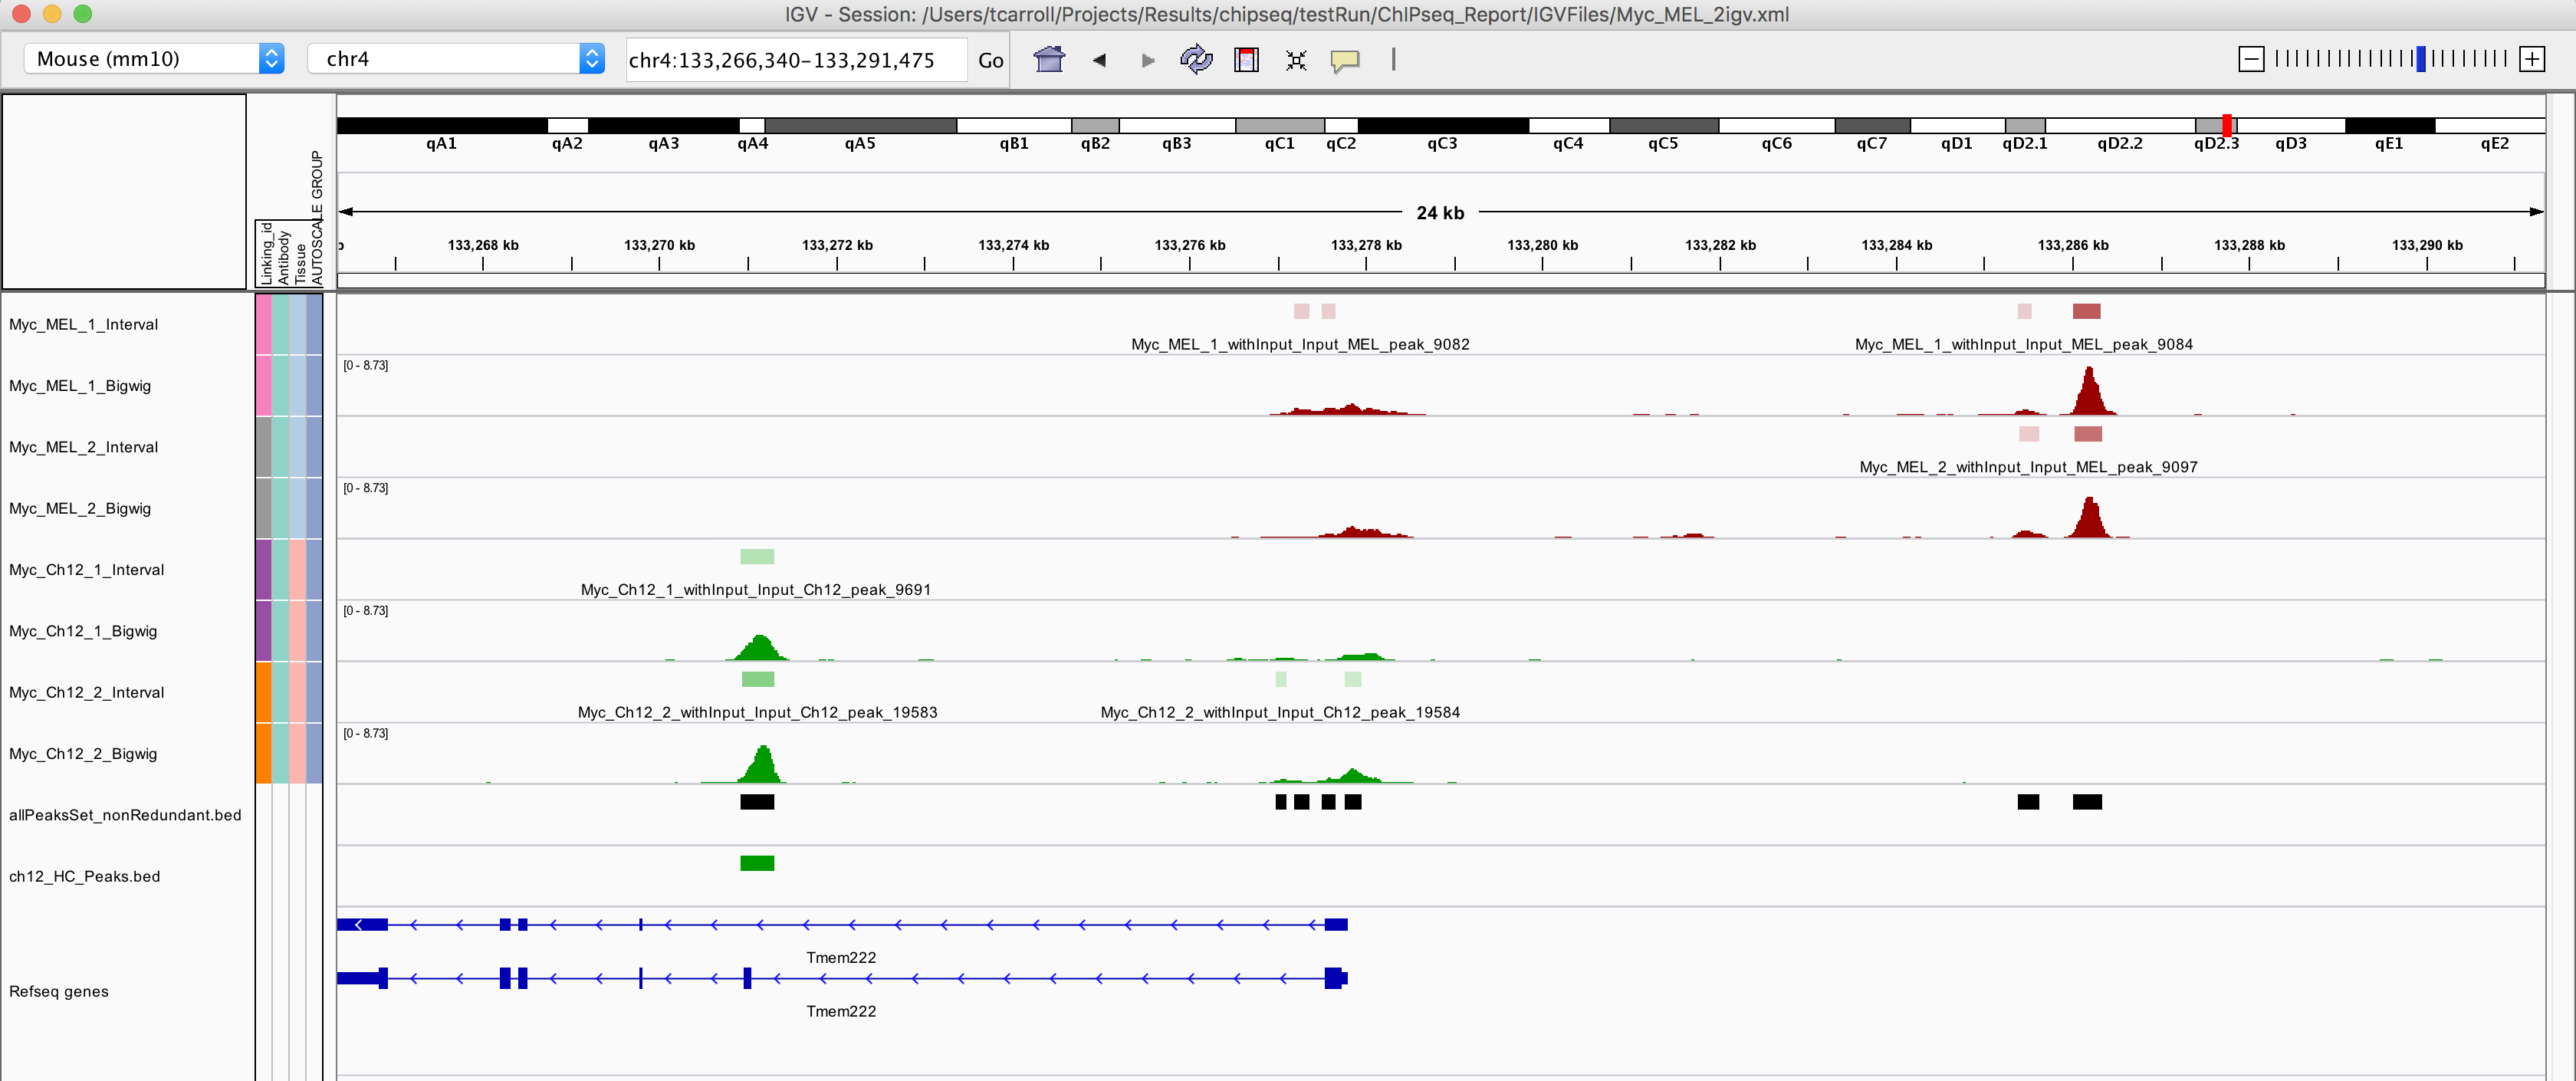 IGV - Session: /Users/tcarroll/Projects/Results/chipseq/testRun/ChIPseq_Report/IGVFiles/Myc_MEL_2igv.xml
Mouse (mm10) chr4 chr4:133,266,340-133,291,475 Go
qA1 qA2 qA3 qA4 qA5 qB1 qB2 qB3 qC1 qC2 qC3 qC4 qC5 qC6 qC7 qD1 qD2.1 qD2.2 qD2.3 qD3 qE1 qE2
24 kb
133,268 kb 133,270 kb 133,272 kb 133,274 kb 133,276 kb 133,278 kb 133,280 kb 133,282 kb 133,284 kb 133,286 kb 133,288 kb 133,290 kb
Linking_id
Antibody
Tissue
AUTOSCALE GROUP
Myc_MEL_1_Interval
Myc_MEL_1_withInput_Input_MEL_peak_9082 Myc_MEL_1_withInput_Input_MEL_peak_9084
[0 - 8.73]
Myc_MEL_1_Bigwig
Myc_MEL_2_Interval
Myc_MEL_2_withInput_Input_MEL_peak_9097
[0 - 8.73]
Myc_MEL_2_Bigwig
Myc_Ch12_1_Interval
Myc_Ch12_1_withInput_Input_Ch12_peak_9691
[0 - 8.73]
Myc_Ch12_1_Bigwig
Myc_Ch12_2_Interval
Myc_Ch12_2_withInput_Input_Ch12_peak_19583 Myc_Ch12_2_withInput_Input_Ch12_peak_19584
[0 - 8.73]
Myc_Ch12_2_Bigwig
allPeaksSet_nonRedundant.bed
ch12_HC_Peaks.bed
Tmem222
Refseq genes
Tmem222